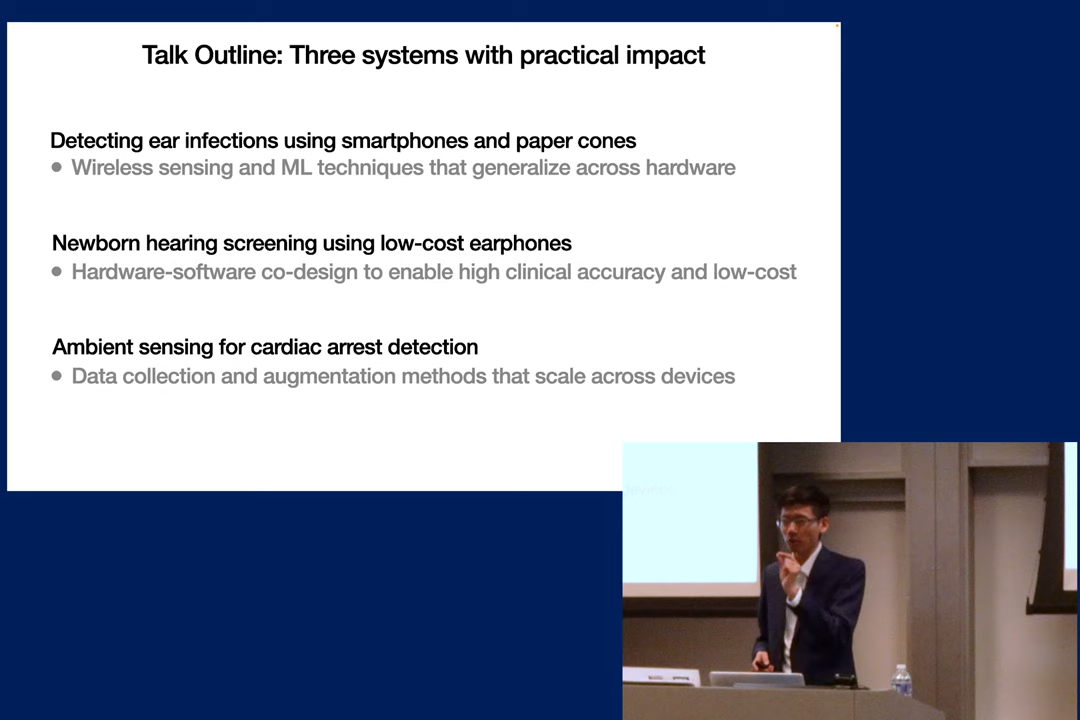 Talk Outline: Three systems with practical impact
Detecting ear infections using smartphones and paper cones
● Wireless sensing and ML techniques that generalize across hardware
Newborn hearing screening using low-cost earphones
● Hardware-software co-design to enable high clinical accuracy and low-cost
Ambient sensing for cardiac arrest detection
● Data collection and augmentation methods that scale across devices